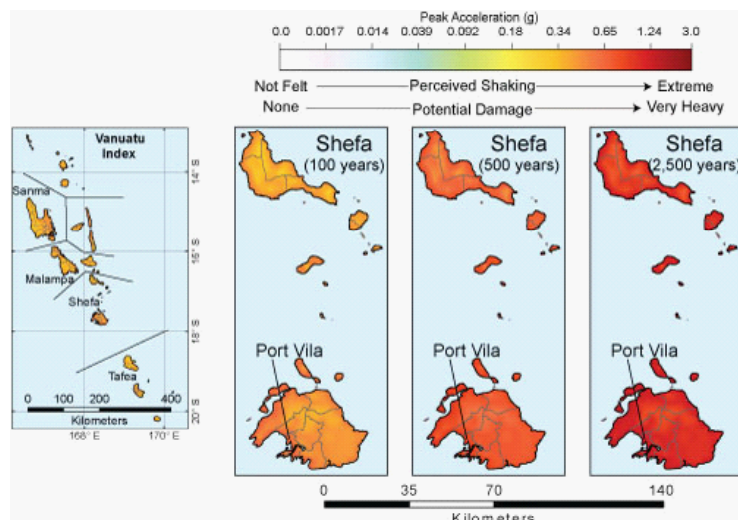 Peak Acceleration (g)
0.0 0.0017 0.014 0.039 0.092 0.18 0.34 0.65 1.24 3.0
Not Felt Perceived Shaking Extreme
None Potential Damage Very Heavy
Vanuatu
Index
Sanma
Malampa
Shefa
Tafea
0 100 200 400
Kilometers
168° E 170° E
14° S
16° S
18° S
20° S
Shefa
(100 years)
Port Vila
Shefa
(500 years)
Port Vila
Shefa
(2,500 years)
Port Vila
0 35 70 140
Kilometers